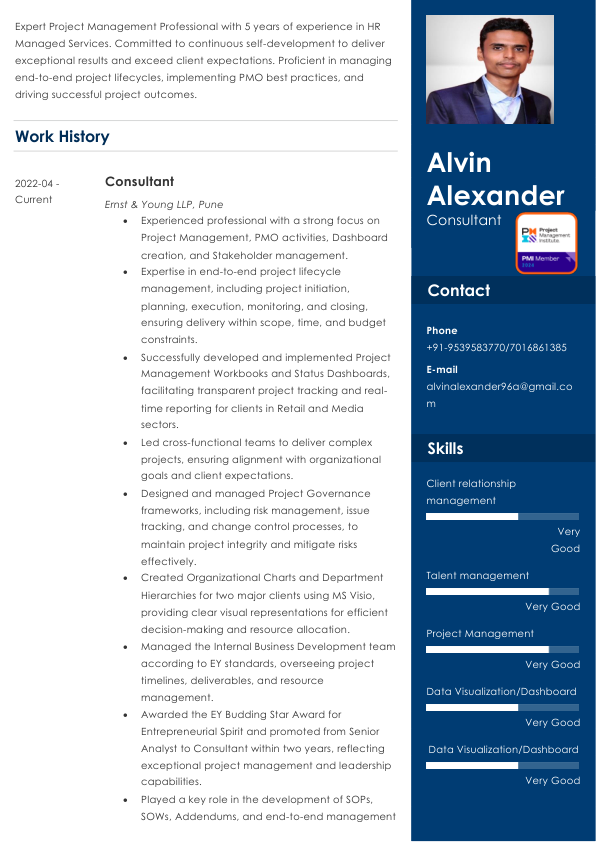 Expert Project Management Professional with 5 years of experience in HR
Managed Services. Committed to continuous self-development to deliver
exceptional results and exceed client expectations. Proficient in managing
end-to-end project lifecycles, implementing PMO best practices, and
driving successful project outcomes.
Work History
2022-04 -
Current
Consultant
Ernst & Young LLP, Pune
• Experienced professional with a strong focus on
Project Management, PMO activities, Dashboard
creation, and Stakeholder management.
• Expertise in end-to-end project lifecycle
management, including project initiation,
planning, execution, monitoring, and closing,
ensuring delivery within scope, time, and budget
constraints.
• Successfully developed and implemented Project
Management Workbooks and Status Dashboards,
facilitating transparent project tracking and real-
time reporting for clients in Retail and Media
sectors.
• Led cross-functional teams to deliver complex
projects, ensuring alignment with organizational
goals and client expectations.
• Designed and managed Project Governance
frameworks, including risk management, issue
tracking, and change control processes, to
maintain project integrity and mitigate risks
effectively.
• Created Organizational Charts and Department
Hierarchies for two major clients using MS Visio,
providing clear visual representations for efficient
decision-making and resource allocation.
• Managed the Internal Business Development team
according to EY standards, overseeing project
timelines, deliverables, and resource
management.
• Awarded the EY Budding Star Award for
Entrepreneurial Spirit and promoted from Senior
Analyst to Consultant within two years, reflecting
exceptional project management and leadership
capabilities.
• Played a key role in the development of SOPs,
SOWs, Addendums, and end-to-end management
Alvin
Alexander
Consultant
Project
Management
Institute
PMI Member
2024
Contact
Phone
+91-9539583770/7016861385
E-mail
alvinalexander96a@gmail.co
m
Skills
Client relationship
management
Very
Good
Talent management
Very Good
Project Management
Very Good
Data Visualization/Dashboard
Very Good
Data Visualization/Dashboard
Very Good